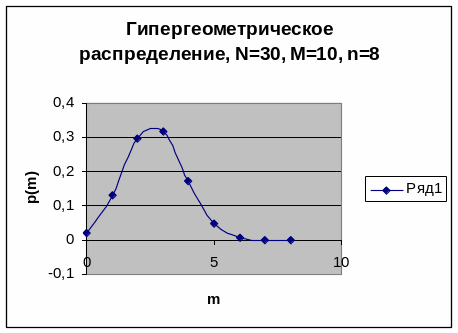 Гипергеометрическое
распределение, N=30, M=10, n=8
0,4
0,3
0,2
0,1
0
-0,1
p(m)
0 5 10
m
Ряд1